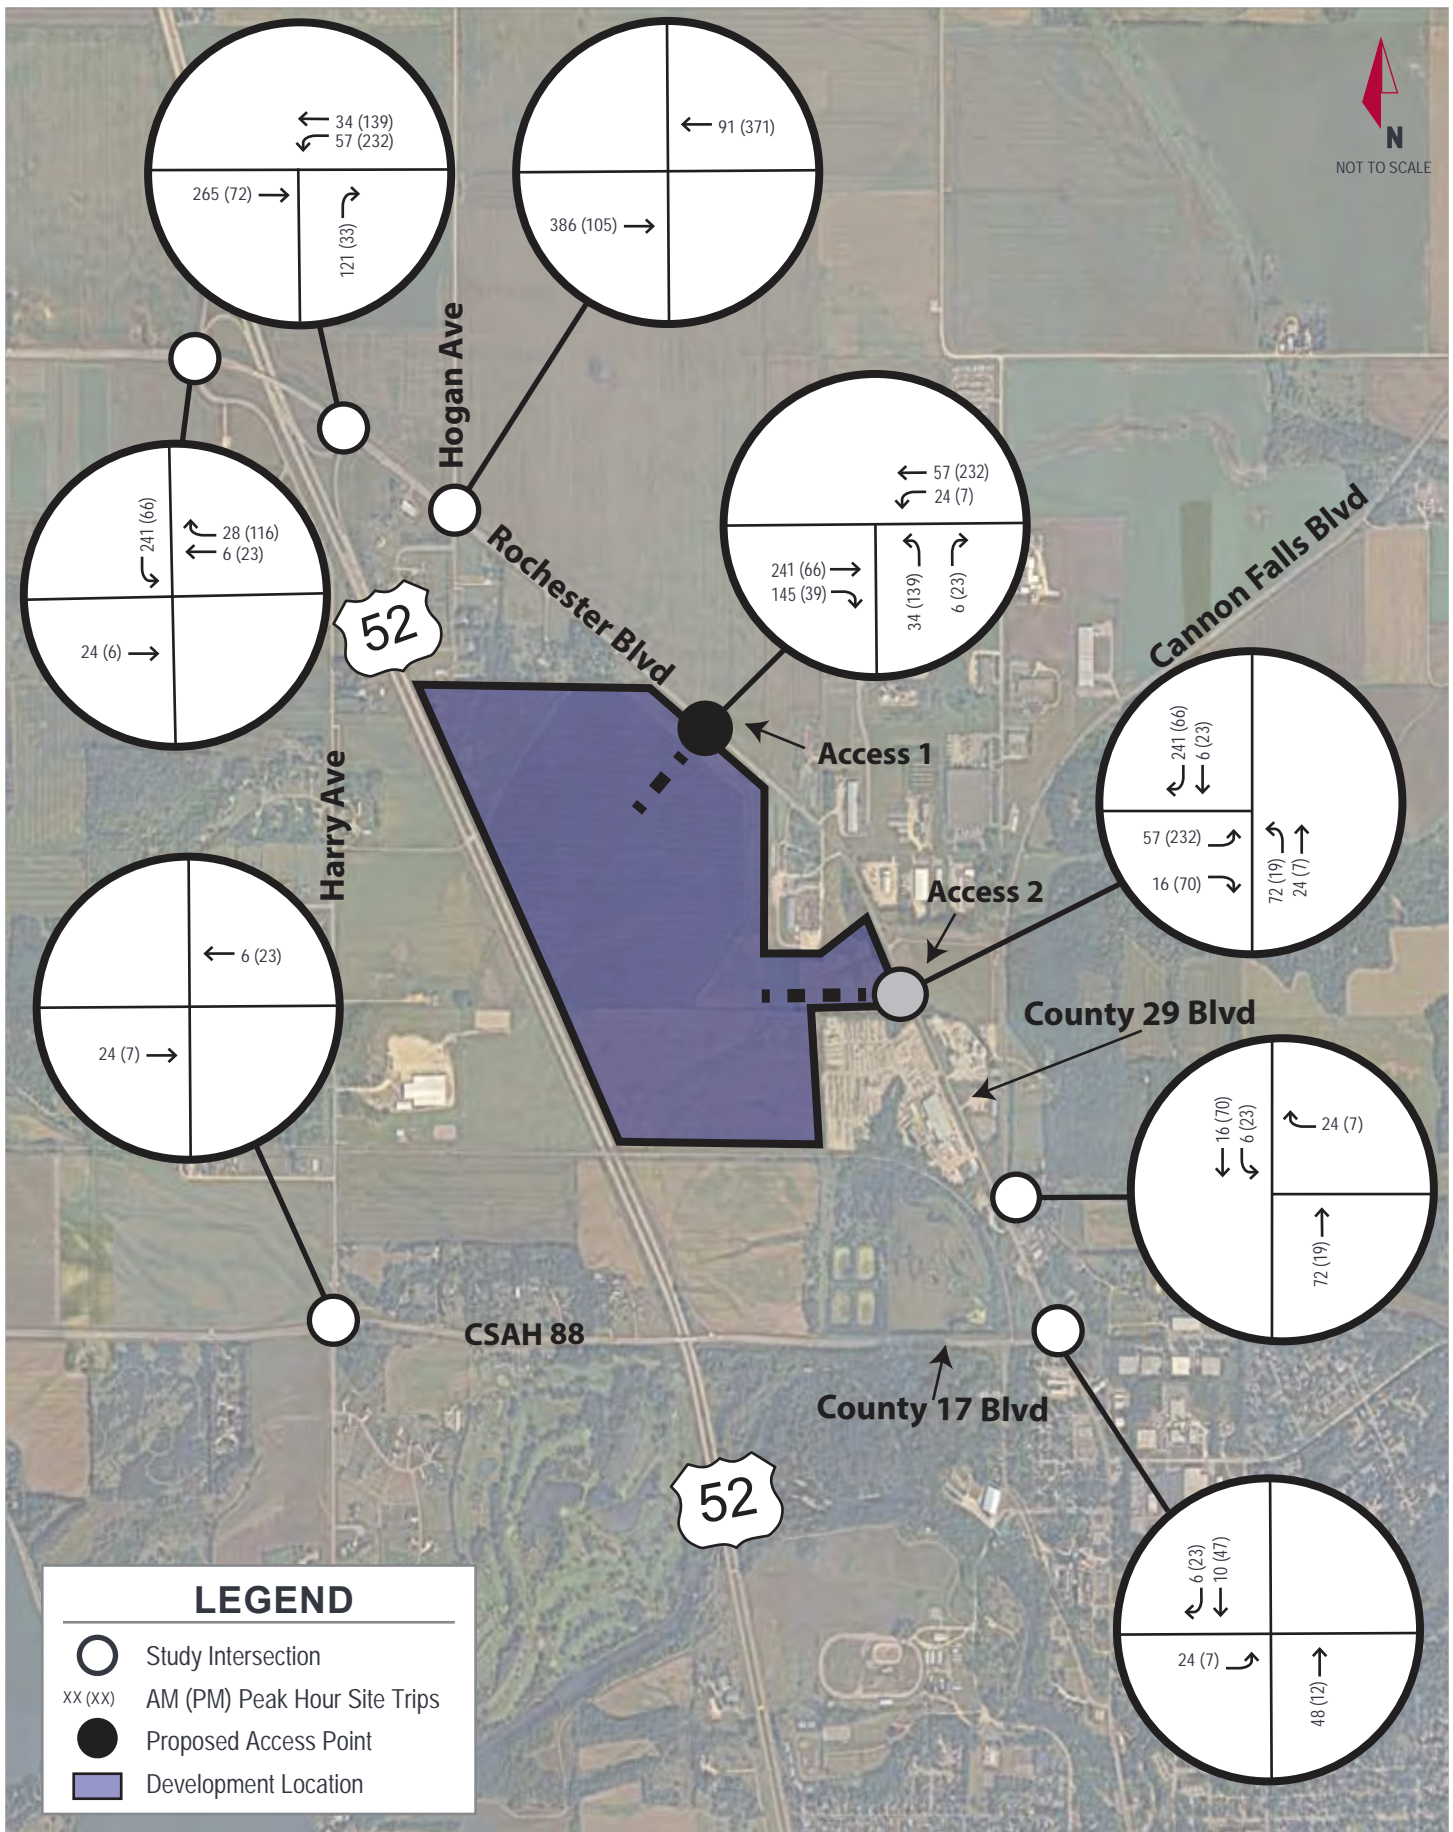 34 (139)
57 (232)
265 (72)
121 (33)
91 (371)
386 (105)
N
NOT TO SCALE
Hogan Ave
241 (66)
28 (116)
6 (23)
24 (6)
52
Rochester Blvd
57 (232)
24 (7)
241 (66)
145 (39)
34 (139)
6 (23)
Cannon Falls Blvd
Access 1
241 (66)
6 (23)
57 (232)
16 (70)
72 (19)
24 (7)
Harry Ave
Access 2
6 (23)
24 (7)
County 29 Blvd
16 (70)
6 (23)
24 (7)
72 (19)
CSAH 88
County 17 Blvd
52
6 (23)
10 (47)
24 (7)
48 (12)
LEGEND
Study Intersection
XX (XX) AM (PM) Peak Hour Site Trips
Proposed Access Point
Development Location